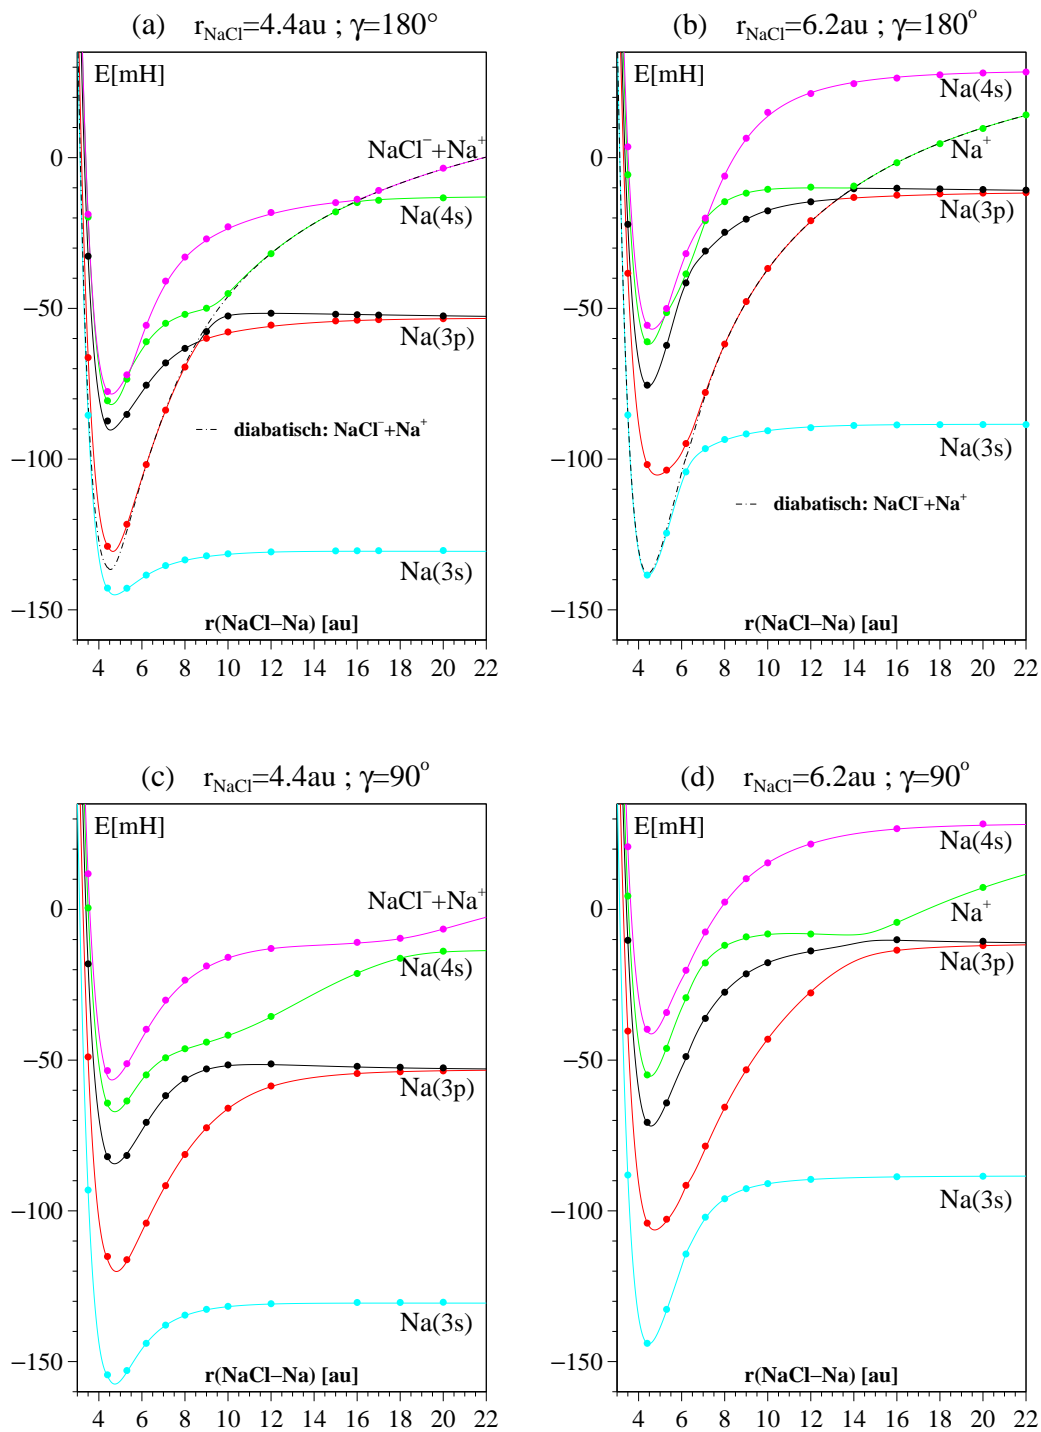 (a) r_NaCl=4.4au ; γ=180°
E[mH]
NaCl⁻+Na⁺
Na(4s)
Na(3p)
diabatisch: NaCl⁻+Na⁺
Na(3s)
r(NaCl−Na) [au]
0
−50
−100
−150
4 6 8 10 12 14 16 18 20 22
(b) r_NaCl=6.2au ; γ=180°
E[mH]
Na(4s)
Na⁺
Na(3p)
Na(3s)
diabatisch: NaCl⁻+Na⁺
r(NaCl−Na) [au]
0
−50
−100
−150
4 6 8 10 12 14 16 18 20 22
(c) r_NaCl=4.4au ; γ=90°
E[mH]
NaCl⁻+Na⁺
Na(4s)
Na(3p)
Na(3s)
r(NaCl−Na) [au]
0
−50
−100
−150
4 6 8 10 12 14 16 18 20 22
(d) r_NaCl=6.2au ; γ=90°
E[mH]
Na(4s)
Na⁺
Na(3p)
Na(3s)
r(NaCl−Na) [au]
0
−50
−100
−150
4 6 8 10 12 14 16 18 20 22